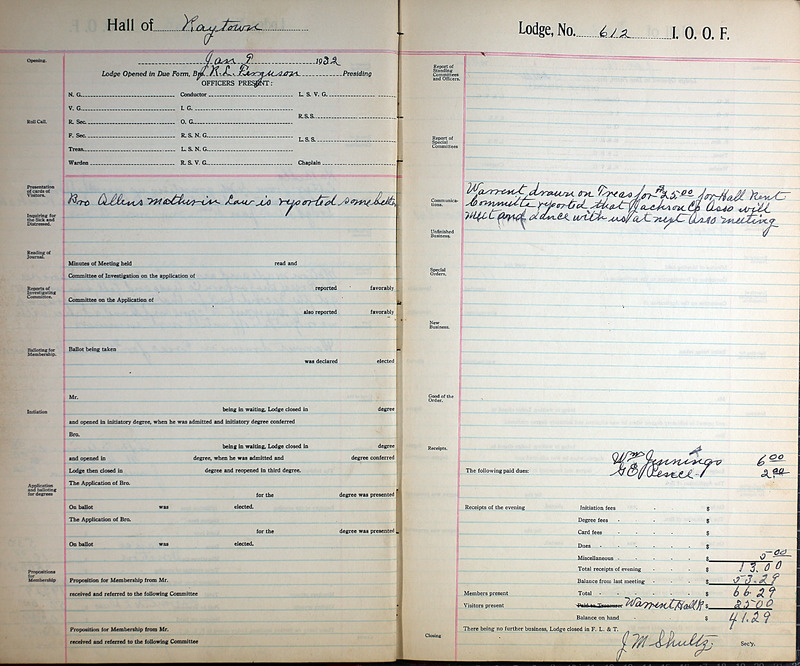 Hall of Raytown
Opening.
Jan 9 1932
Lodge Opened in Due Form, Bro. R. L. Ferguson Presiding
OFFICERS PRESENT:
Roll Call.
N. G. Conductor L. S. V. G.
V. G. I. G.
R. S. S.
R. Sec. O. G.
F. Sec. R. S. N. G.
L. S. S.
Treas. L. S. N. G.
Warden R. S. V. G. Chaplain
Presentation of cards of Visitors.
Bro Allens mother in Law is reported some better
Inquiring for the Sick and Distressed.
Reading of Journal.
Minutes of Meeting held read and
Committee of Investigation on the application of
Reports of Investigating Committee.
reported favorably
Committee on the Application of
also reported favorably
Balloting for Membership.
Ballot being taken
was declared elected
Mr.
Initiation
being in waiting, Lodge closed in degree
and opened in initiatory degree, when he was admitted and initiatory degree conferred
Bro.
being in waiting, Lodge closed in degree
and opened in degree, when he was admitted and degree conferred
Lodge then closed in degree and reopened in third degree.
Application and balloting for degrees
The Application of Bro.
for the degree was presented
On ballot was elected.
The Application of Bro.
for the degree was presented
On ballot was elected.
Propositions for Membership
Proposition for Membership from Mr.
received and referred to the following Committee
Proposition for Membership from Mr.
received and referred to the following Committee
Lodge, No. 612 I. O. O. F.
Report of Standing Committees and Officers.
Report of Special Committees
Communications.
Warrent drawn on Treas for $25.00 for Hall Rent
Committe reported that Jackson Co Asso will
meet and dance with us at next Asso meeting
Unfinished Business.
Special Orders.
New Business.
Good of the Order.
Receipts.
Wm Jennings 6 00
The following paid dues: G E Pence 2 00
Receipts of the evening Initiation fees $
Degree fees $
Card fees $
Dues $
Miscellaneous $ 5 00
Total receipts of evening $ 13.00
Balance from last meeting $ 53.29
Members present Total $ 66 29
Visitors present Paid to Treasurer Warrent Hall R $ 25 00
Balance on hand $ 41.29
There being no further business, Lodge closed in F. L. & T.
Closing J. M. Shultz Sec'y.